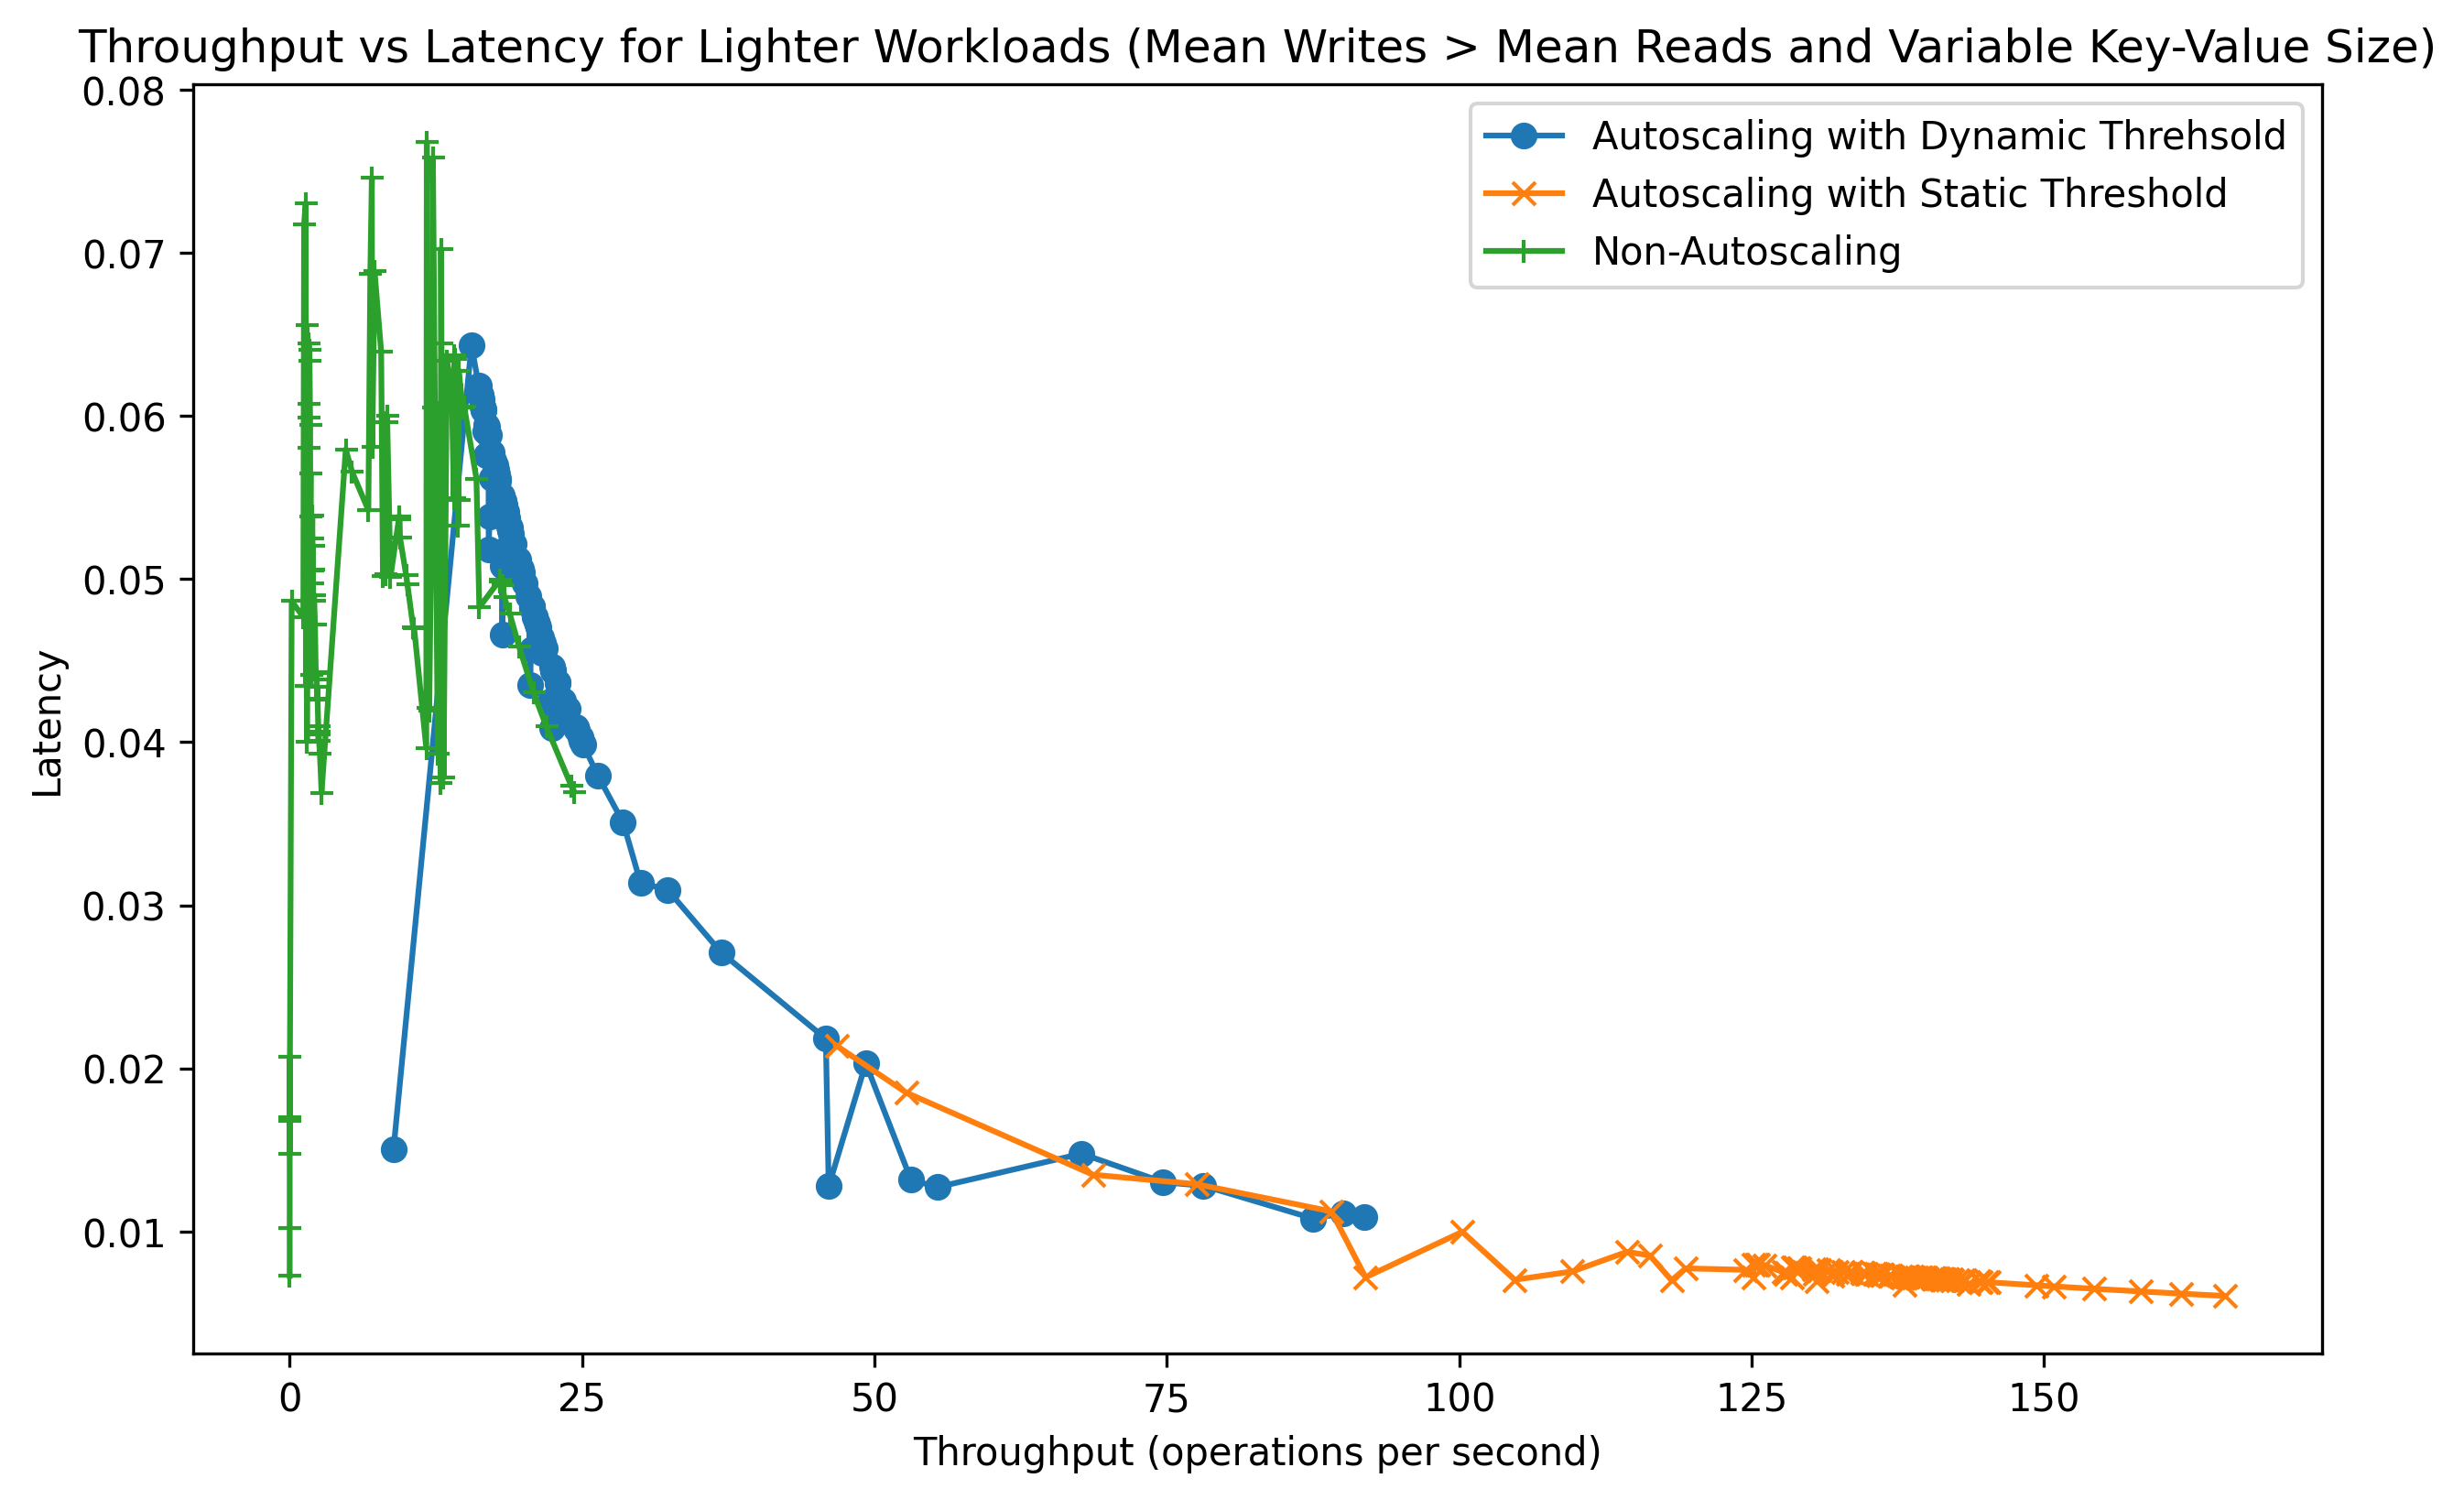 Throughput vs Latency for Lighter Workloads (Mean Writes > Mean Reads and Variable Key-Value Size)
Autoscaling with Dynamic Threhsold
Autoscaling with Static Threshold
Non-Autoscaling
Latency
0.08
0.07
0.06
0.05
0.04
0.03
0.02
0.01
0
25
50
75
100
125
150
Throughput (operations per second)